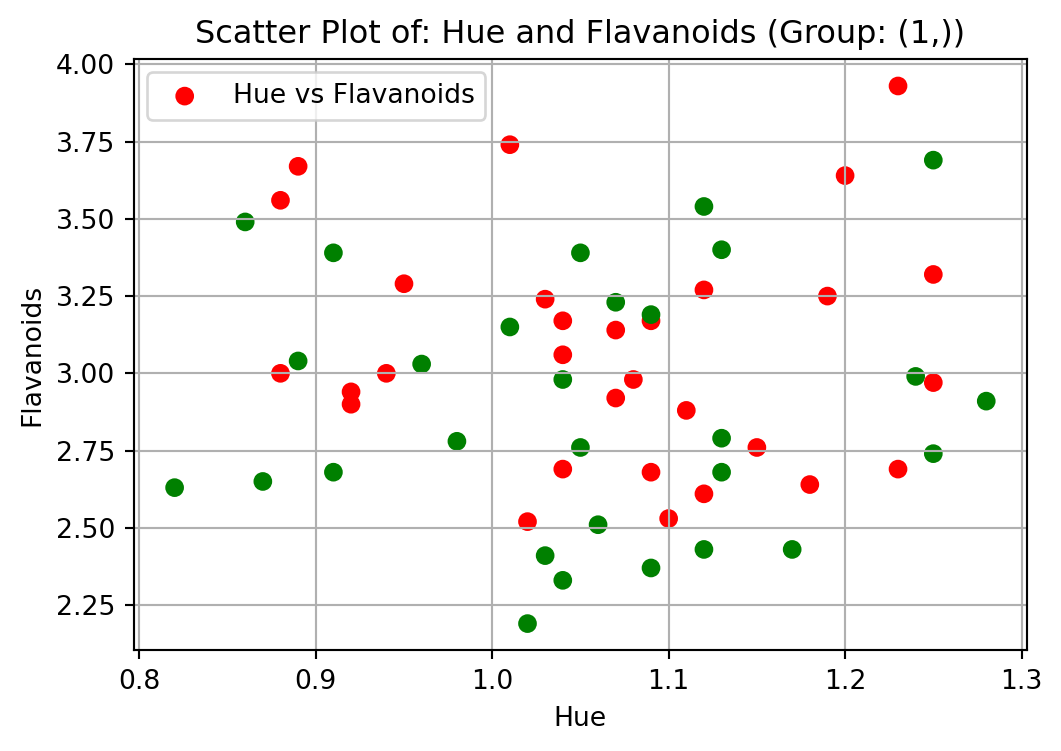 Scatter Plot of: Hue and Flavanoids (Group: (1,))
Hue vs Flavanoids
4.00
3.75
3.50
3.25
3.00
2.75
2.50
2.25
Flavanoids
0.8 0.9 1.0 1.1 1.2 1.3
Hue